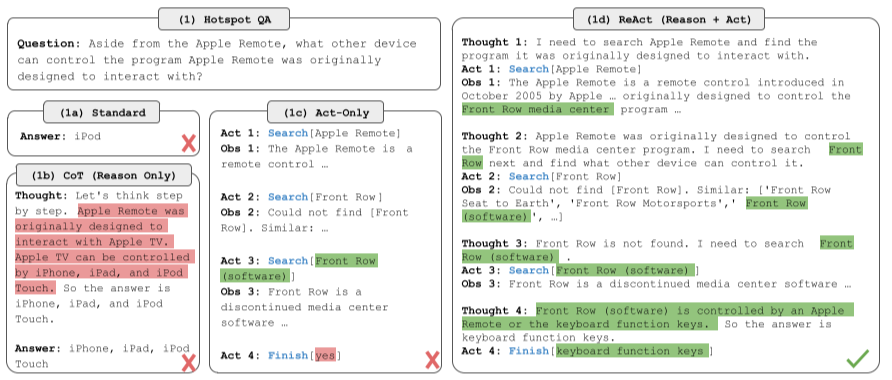 (1) Hotspot QA
Question: Aside from the Apple Remote, what other device
can control the program Apple Remote was originally
designed to interact with?
(1a) Standard
Answer: iPod
(1b) CoT (Reason Only)
Thought: Let's think step
by step. Apple Remote was
originally designed to
interact with Apple TV.
Apple TV can be controlled
by iPhone, iPad, and iPod
Touch. So the answer is
iPhone, iPad, and iPod
Touch.
Answer: iPhone, iPad, iPod
Touch
(1c) Act-Only
Act 1: Search[Apple Remote]
Obs 1: The Apple Remote is a
remote control …
Act 2: Search[Front Row]
Obs 2: Could not find [Front
Row]. Similar: …
Act 3: Search[Front Row
(software)]
Obs 3: Front Row is a
discontinued media center
software …
Act 4: Finish[yes]
(1d) ReAct (Reason + Act)
Thought 1: I need to search Apple Remote and find the
program it was originally designed to interact with.
Act 1: Search[Apple Remote]
Obs 1: The Apple Remote is a remote control introduced in
October 2005 by Apple … originally designed to control the
Front Row media center program …
Thought 2: Apple Remote was originally designed to control
the Front Row media center program. I need to search Front
Row next and find what other device can control it.
Act 2: Search[Front Row]
Obs 2: Could not find [Front Row]. Similar: ['Front Row
Seat to Earth', 'Front Row Motorsports',' Front Row
(software)', …]
Thought 3: Front Row is not found. I need to search Front
Row (software) .
Act 3: Search[Front Row (software) ]
Obs 3: Front Row is a discontinued media center software …
Thought 4: Front Row (software) is controlled by an Apple
Remote or the keyboard function keys. So the answer is
keyboard function keys.
Act 4: Finish[keyboard function keys ]